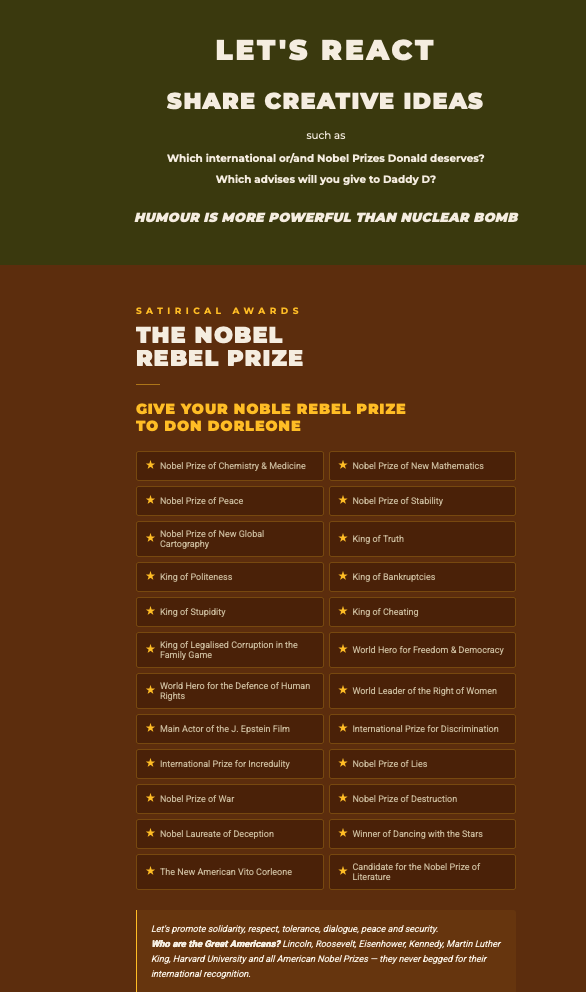 LET'S REACT
SHARE CREATIVE IDEAS
such as
Which international or/and Nobel Prizes Donald deserves?
Which advises will you give to Daddy D?
HUMOUR IS MORE POWERFUL THAN NUCLEAR BOMB
SATIRICAL AWARDS
THE NOBEL
REBEL PRIZE
GIVE YOUR NOBLE REBEL PRIZE
TO DON DORLEONE
★ Nobel Prize of Chemistry & Medicine
★ Nobel Prize of New Mathematics
★ Nobel Prize of Peace
★ Nobel Prize of Stability
★ Nobel Prize of New Global
Cartography
★ King of Truth
★ King of Politeness
★ King of Bankruptcies
★ King of Stupidity
★ King of Cheating
★ King of Legalised Corruption in the
Family Game
★ World Hero for Freedom & Democracy
★ World Hero for the Defence of Human
Rights
★ World Leader of the Right of Women
★ Main Actor of the J. Epstein Film
★ International Prize for Discrimination
★ International Prize for Incredulity
★ Nobel Prize of Lies
★ Nobel Prize of War
★ Nobel Prize of Destruction
★ Nobel Laureate of Deception
★ Winner of Dancing with the Stars
★ The New American Vito Corleone
★ Candidate for the Nobel Prize of
Literature
Let's promote solidarity, respect, tolerance, dialogue, peace and security.
Who are the Great Americans? Lincoln, Roosevelt, Eisenhower, Kennedy, Martin Luther
King, Harvard University and all American Nobel Prizes — they never begged for their
international recognition.